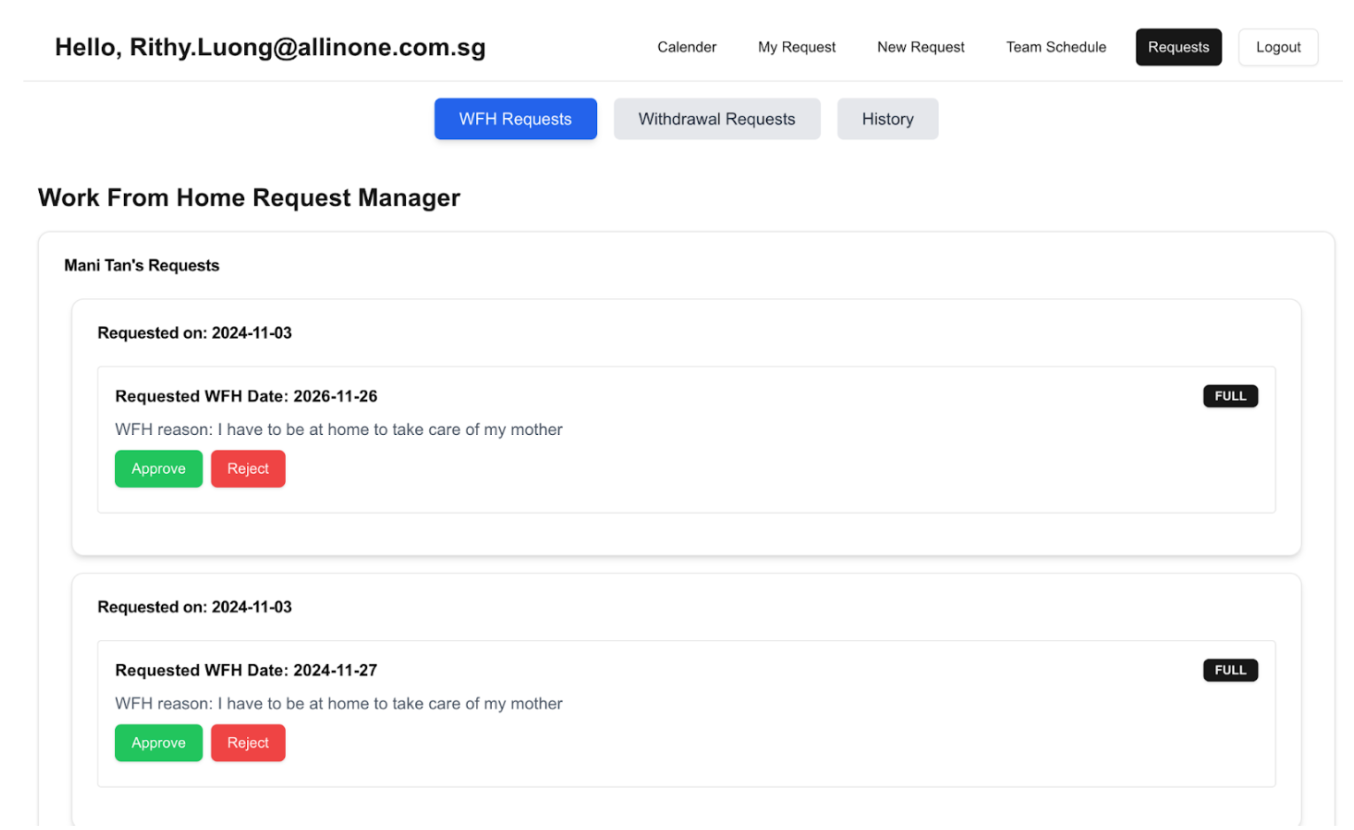 Hello, Rithy.Luong@allinone.com.sg
Calender My Request New Request Team Schedule Requests Logout
WFH Requests Withdrawal Requests History
Work From Home Request Manager
Mani Tan's Requests
Requested on: 2024-11-03
Requested WFH Date: 2026-11-26 FULL
WFH reason: I have to be at home to take care of my mother
Approve Reject
Requested on: 2024-11-03
Requested WFH Date: 2024-11-27 FULL
WFH reason: I have to be at home to take care of my mother
Approve Reject